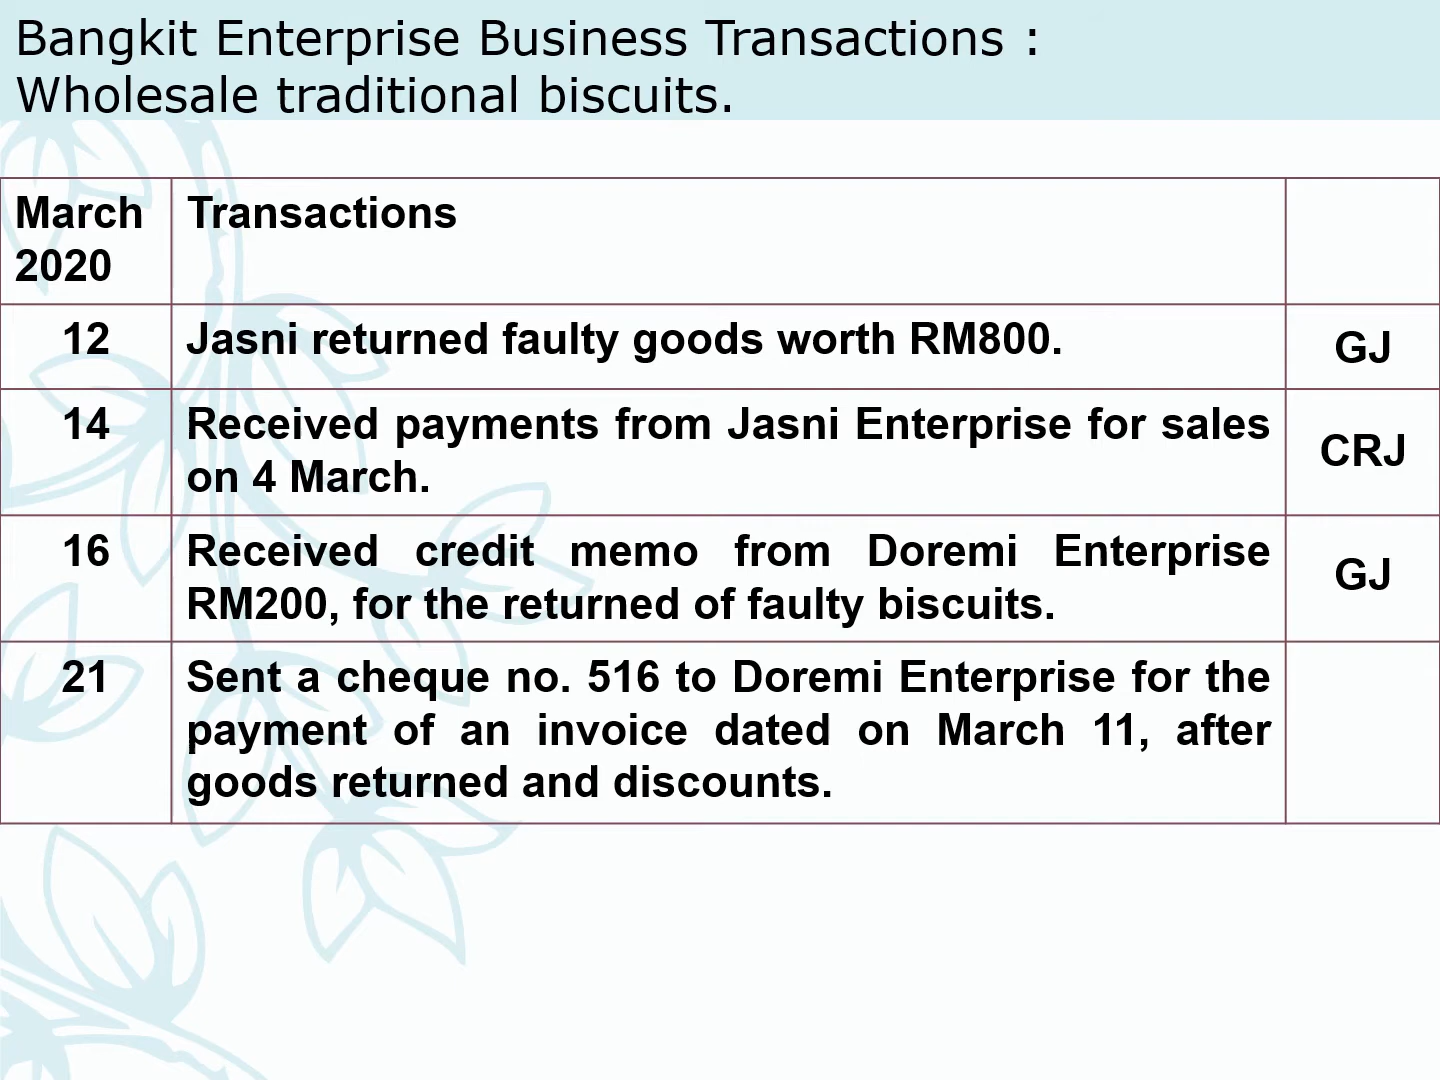 Bangkit Enterprise Business Transactions :
Wholesale traditional biscuits.
March
2020
Transactions
12
Jasni returned faulty goods worth RM800.
GJ
14
Received payments from Jasni Enterprise for sales
on 4 March.
CRJ
16
Received credit memo from Doremi Enterprise
RM200, for the returned of faulty biscuits.
GJ
21
Sent a cheque no. 516 to Doremi Enterprise for the
payment of an invoice dated on March 11, after
goods returned and discounts.